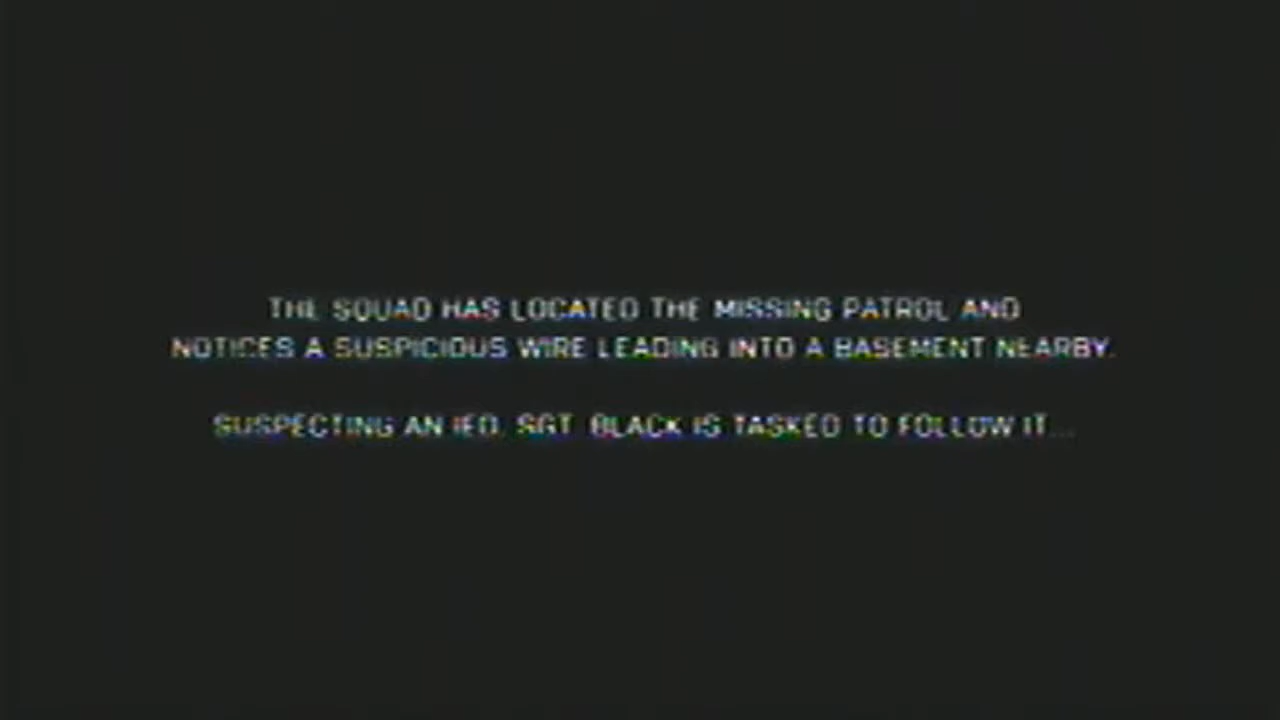 THE SQUAD HAS LOCATED THE MISSING PATROL AND
NOTICES A SUSPICIOUS WIRE LEADING INTO A BASEMENT NEARBY.
SUSPECTING AN IED, SGT. BLACK IS TASKED TO FOLLOW IT...